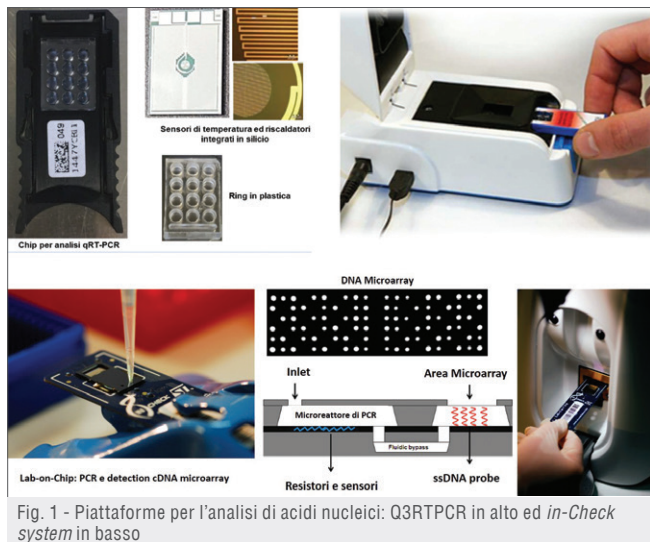 049
1447YCB11
Sensori di temperatura ed riscaldatori
integrati in silicio
Ring in plastica
Chip per analisi qRT-PCR
DNA Microarray
Inlet
Area Microarray
Microreattore di PCR
Fluidic bypass
CHECK
Lab-on-Chip: PCR e detection cDNA microarray
Resistori e sensori
ssDNA probe
Fig. 1 - Piattaforme per l'analisi di acidi nucleici: Q3RTPCR in alto ed in-Check
system in basso